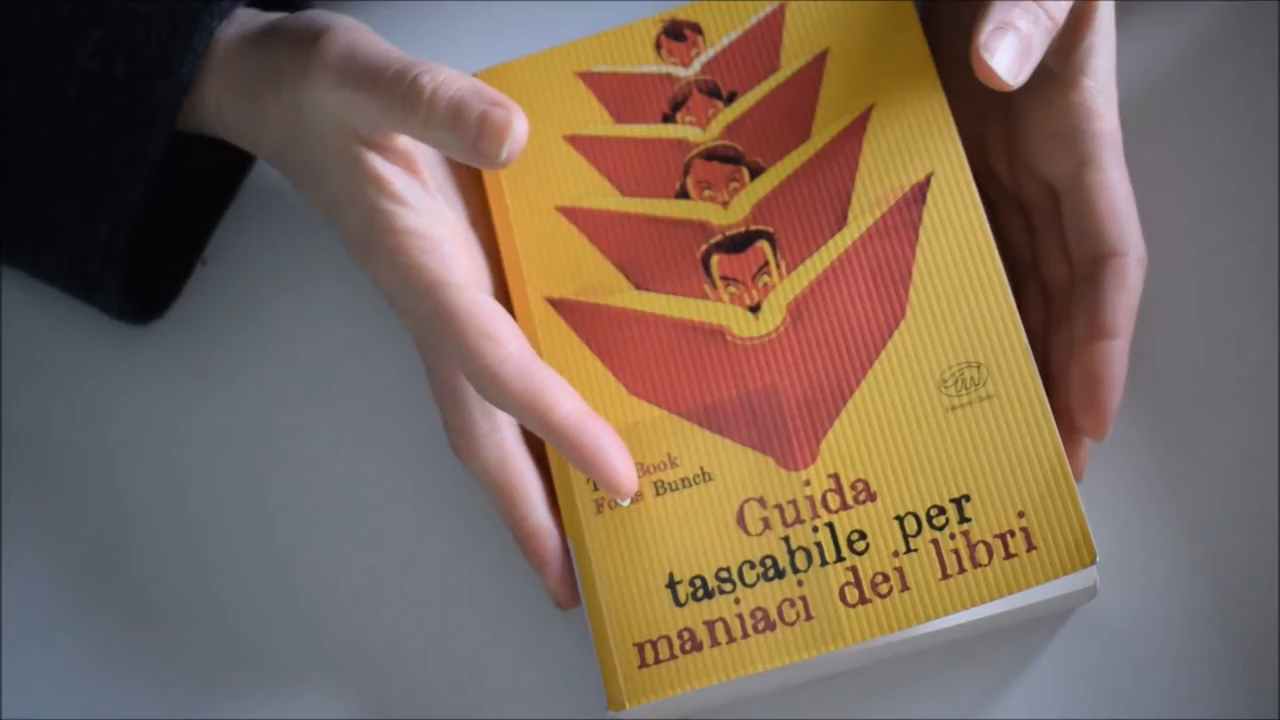 Book
Bunch
Guida
tascabile per
maniaci dei libri